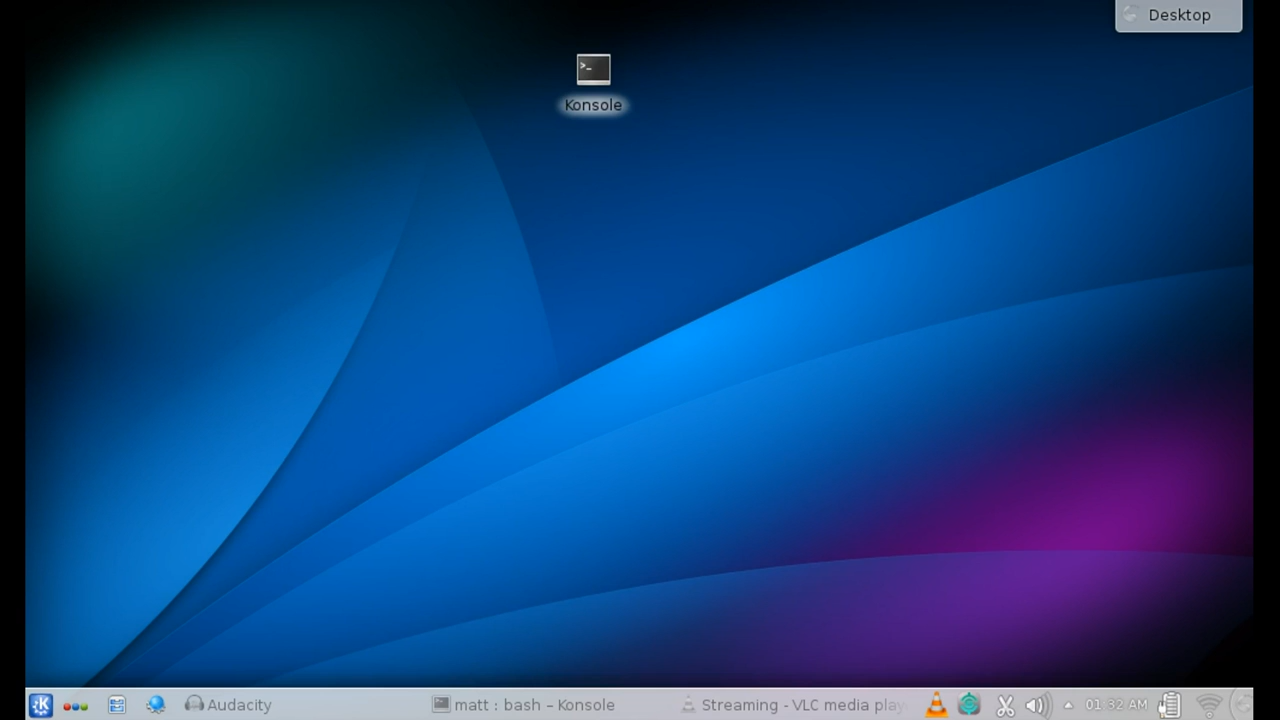 Desktop
>_
Konsole
Audacity
matt : bash – Konsole
Streaming - VLC media play
01:32 AM